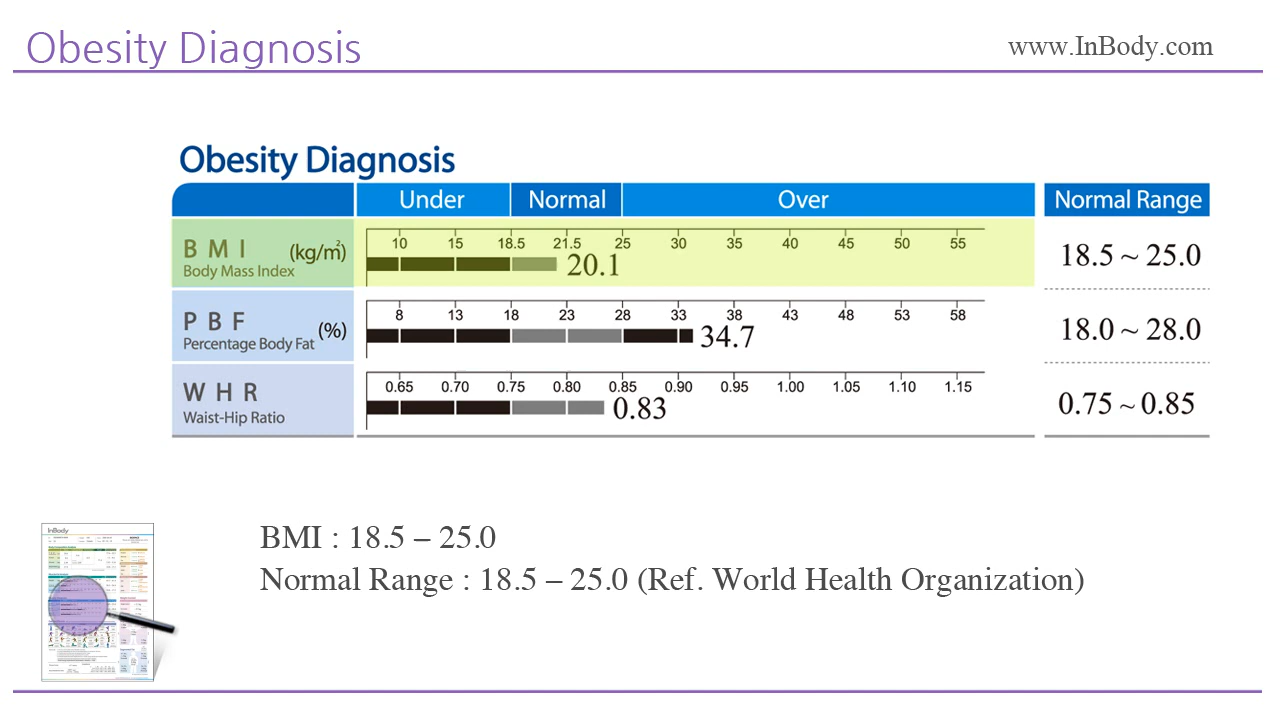 Obesity Diagnosis
www.InBody.com
Obesity Diagnosis
Under Normal Over Normal Range
BMI (kg/m²) 10 15 18.5 21.5 25 30 35 40 45 50 55
Body Mass Index 20.1 18.5 ~ 25.0
PBF (%) 8 13 18 23 28 33 38 43 48 53 58
Percentage Body Fat 34.7 18.0 ~ 28.0
WHR 0.65 0.70 0.75 0.80 0.85 0.90 0.95 1.00 1.05 1.10 1.15
Waist-Hip Ratio 0.83 0.75 ~ 0.85
InBody
BMI : 18.5 – 25.0
Normal Range : 18.5 – 25.0 (Ref. World Health Organization)